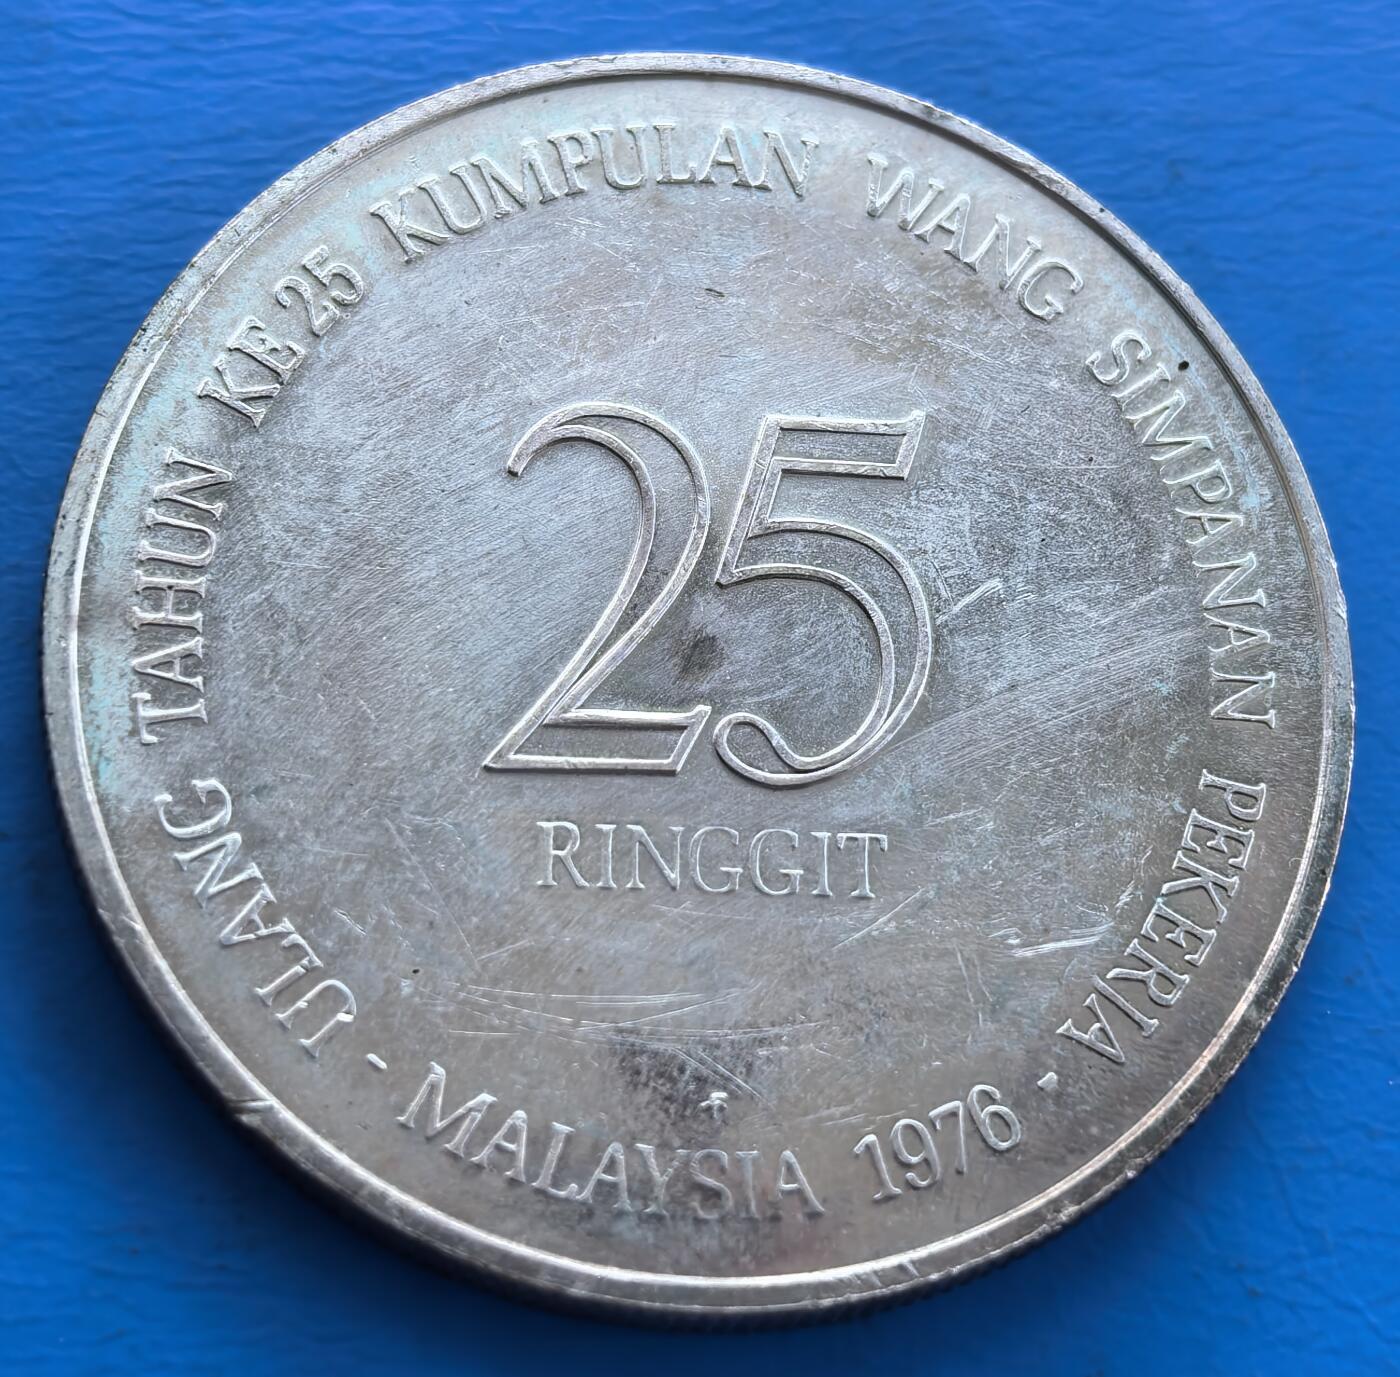 ULANG TAHUN KE 25 KUMPULAN WANG SIMPANAN PEKERJA
25
RINGGIT
- MALAYSIA 1976 -